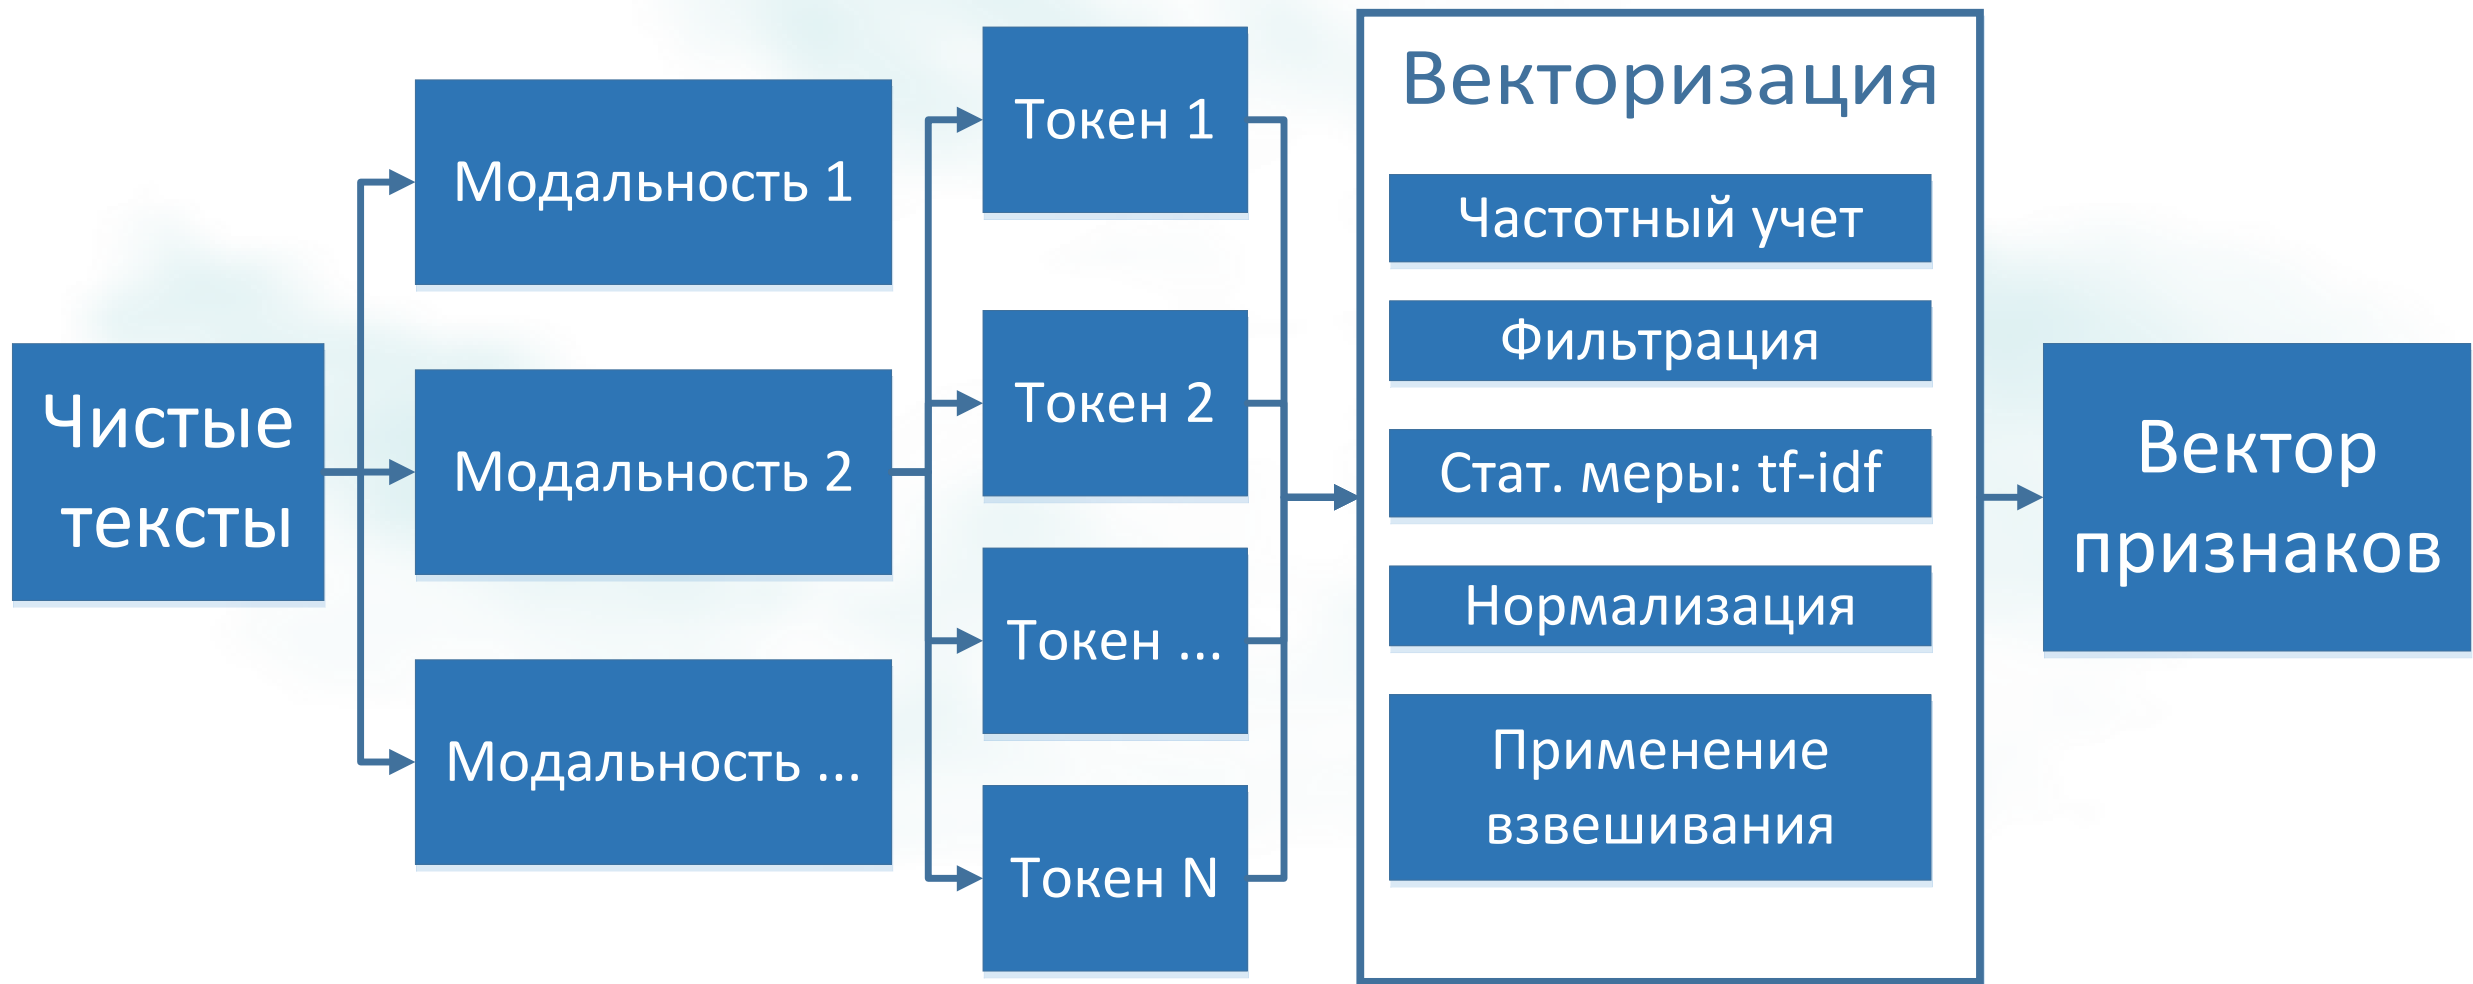 Чистые
тексты
Модальность 1
Модальность 2
Модальность ...
Токен 1
Токен 2
Токен ...
Токен N
Векторизация
Частотный учет
Фильтрация
Стат. меры: tf-idf
Нормализация
Применение
взвешивания
Вектор
признаков